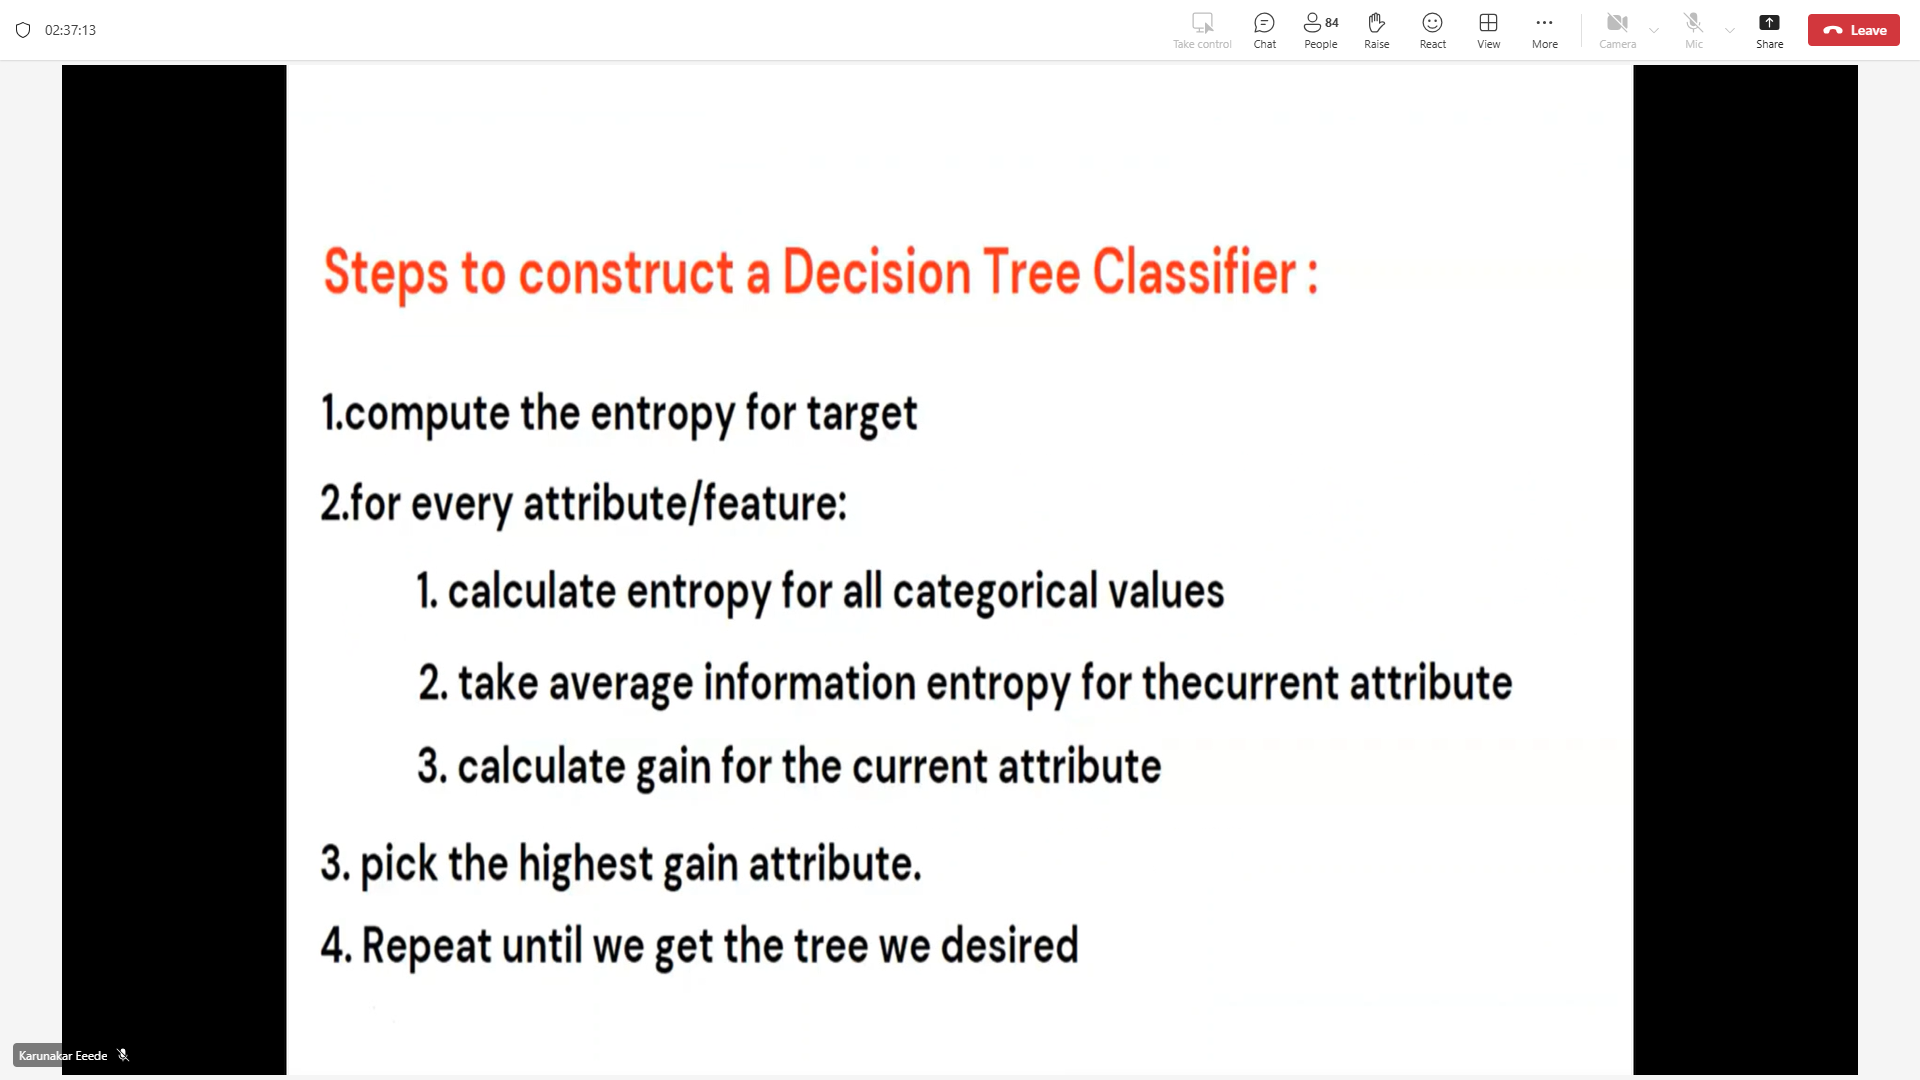 02:37:13
Take control
Chat
84
People
Raise
React
View
More
Camera
Mic
Share
Leave
Steps to construct a Decision Tree Classifier :
1.compute the entropy for target
2.for every attribute/feature:
1. calculate entropy for all categorical values
2. take average information entropy for thecurrent attribute
3. calculate gain for the current attribute
3. pick the highest gain attribute.
4. Repeat until we get the tree we desired
Karunakar Eeede